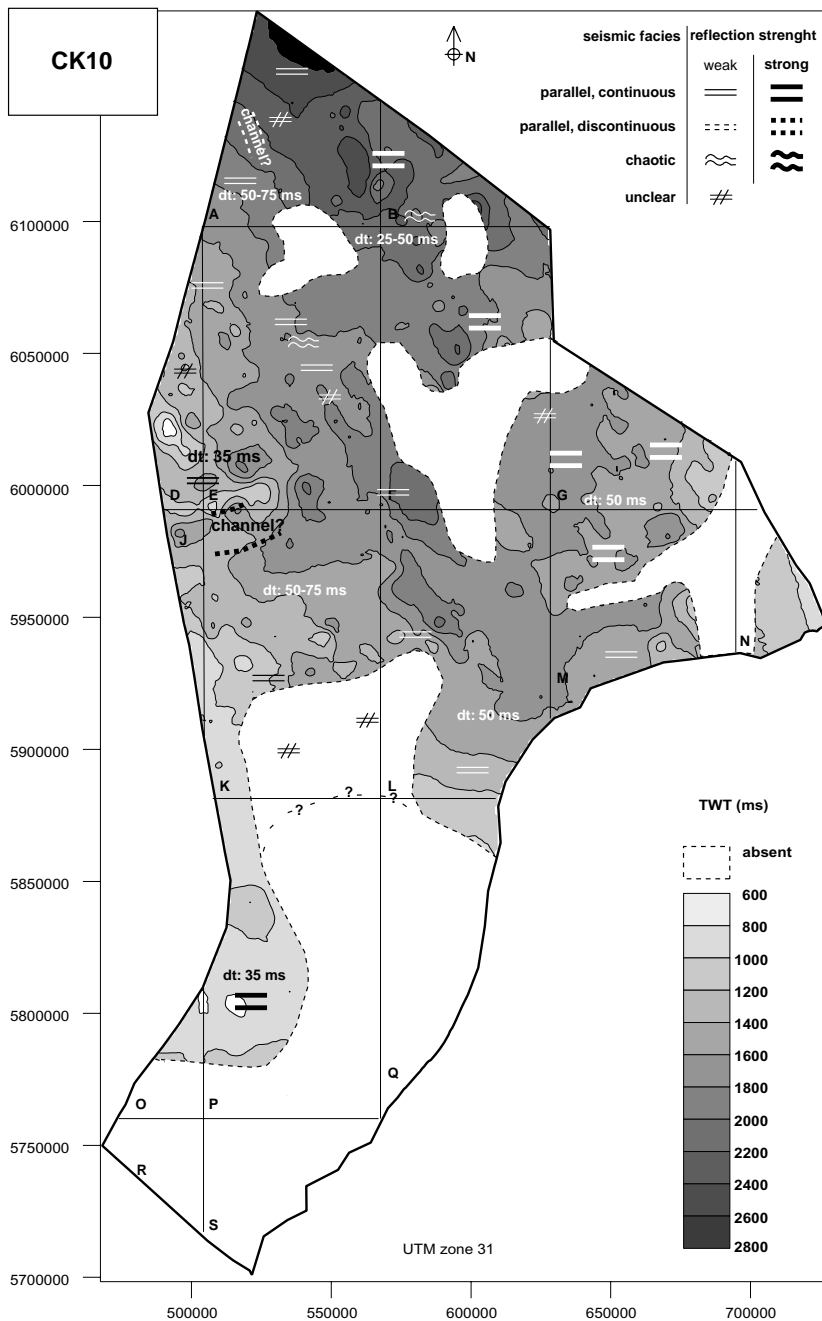 CK10
N
seismic facies
reflection strenght
weak
strong
parallel, continuous
parallel, discontinuous
chaotic
unclear
channel?
dt: 50-75 ms
A
B
dt: 25-50 ms
dt: 35 ms
D
E
G
dt: 50 ms
channel?
J
dt: 50-75 ms
N
M
dt: 50 ms
K
L
?
?
?
TWT (ms)
absent
600
800
1000
1200
1400
1600
1800
2000
2200
2400
2600
2800
dt: 35 ms
Q
O
P
R
S
UTM zone 31
6100000
6050000
6000000
5950000
5900000
5850000
5800000
5750000
5700000
500000
550000
600000
650000
700000